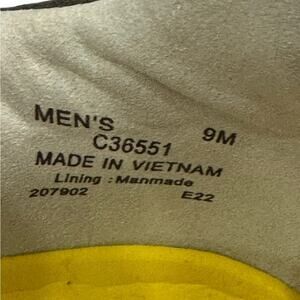 MEN'S 9M
C36551
MADE IN VIETNAM
Lining : Manmade
207902 E22